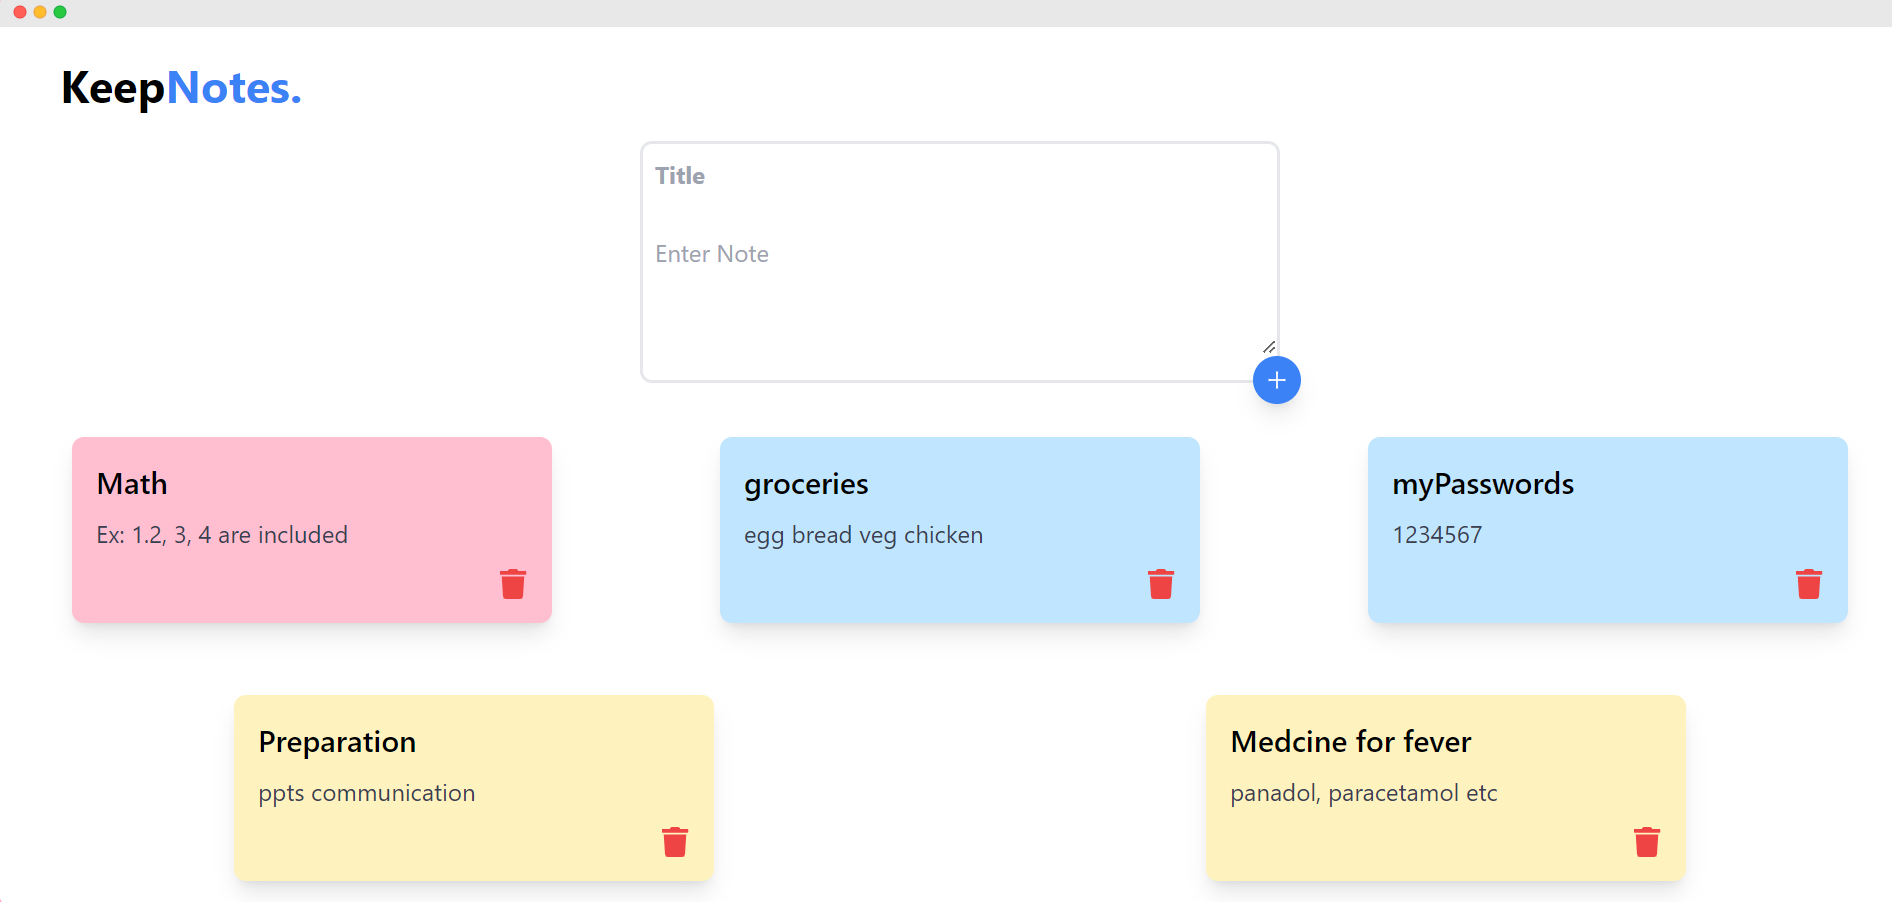 KeepNotes.
Title
Enter Note
Math
Ex: 1.2, 3, 4 are included
groceries
egg bread veg chicken
myPasswords
1234567
Preparation
ppts communication
Medcine for fever
panadol, paracetamol etc